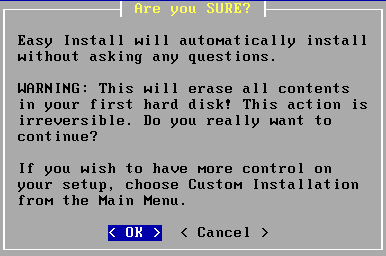 Are you SURE?
Easy Install will automatically install
without asking any questions.
WARNING: This will erase all contents
in your first hard disk! This action is
irreversible. Do you really want to
continue?
If you wish to have more control on
your setup, choose Custom Installation
from the Main Menu.
< OK > < Cancel >